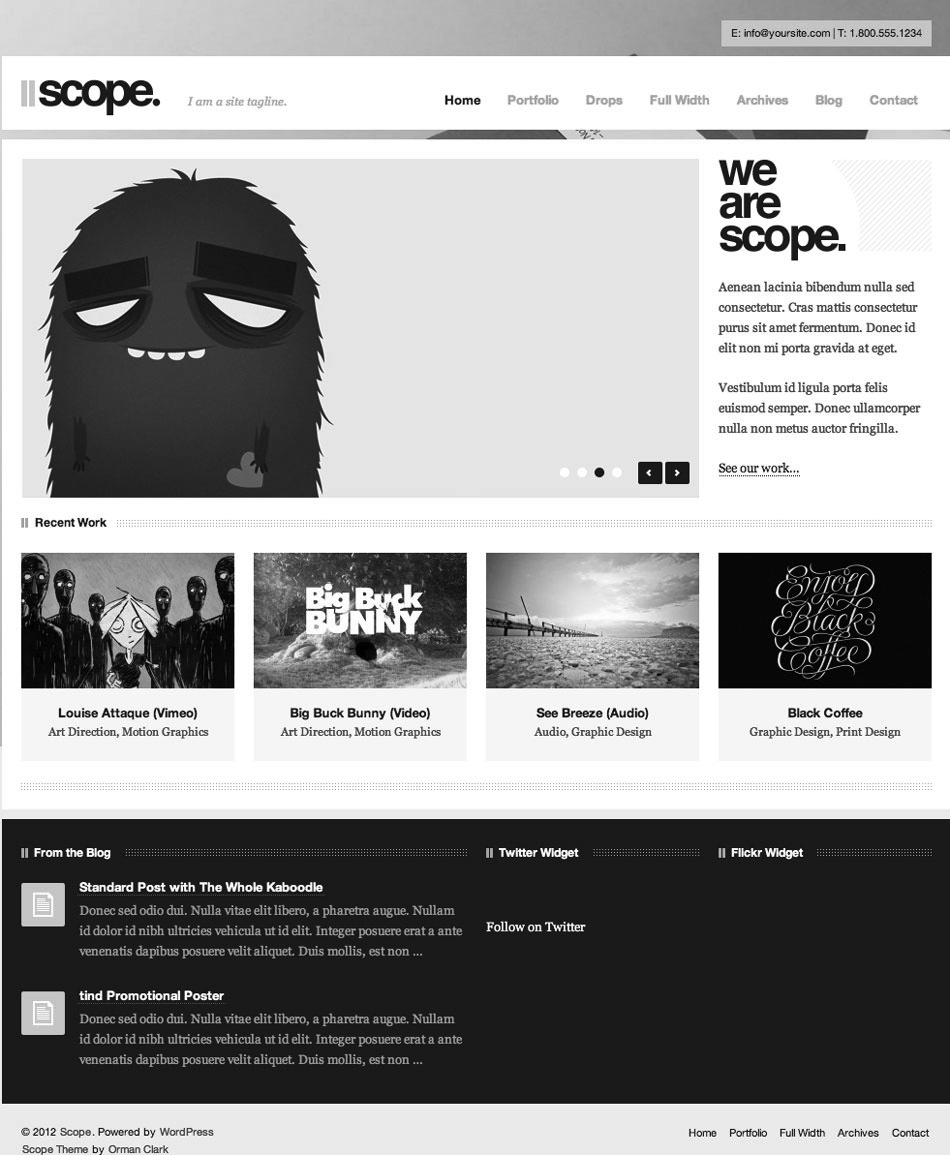 E: info@yoursite.com | T: 1.800.555.1234
scope.
I am a site tagline.
Home Portfolio Drops Full Width Archives Blog Contact
we
are
scope.
Aenean lacinia bibendum nulla sed
consectetur. Cras mattis consectetur
purus sit amet fermentum. Donec id
elit non mi porta gravida at eget.
Vestibulum id ligula porta felis
euismod semper. Donec ullamcorper
nulla non metus auctor fringilla.
See our work...
Recent Work
Big Buck
BUNNY
Enjoy
Black
Coffee
Louise Attaque (Vimeo)
Art Direction, Motion Graphics
Big Buck Bunny (Video)
Art Direction, Motion Graphics
See Breeze (Audio)
Audio, Graphic Design
Black Coffee
Graphic Design, Print Design
From the Blog
Standard Post with The Whole Kaboodle
Donec sed odio dui. Nulla vitae elit libero, a pharetra augue. Nullam
id dolor id nibh ultricies vehicula ut id elit. Integer posuere erat a ante
venenatis dapibus posuere velit aliquet. Duis mollis, est non ...
tind Promotional Poster
Donec sed odio dui. Nulla vitae elit libero, a pharetra augue. Nullam
id dolor id nibh ultricies vehicula ut id elit. Integer posuere erat a ante
venenatis dapibus posuere velit aliquet. Duis mollis, est non ...
Twitter Widget
Follow on Twitter
Flickr Widget
© 2012 Scope. Powered by WordPress
Scope Theme by Orman Clark
Home Portfolio Full Width Archives Contact